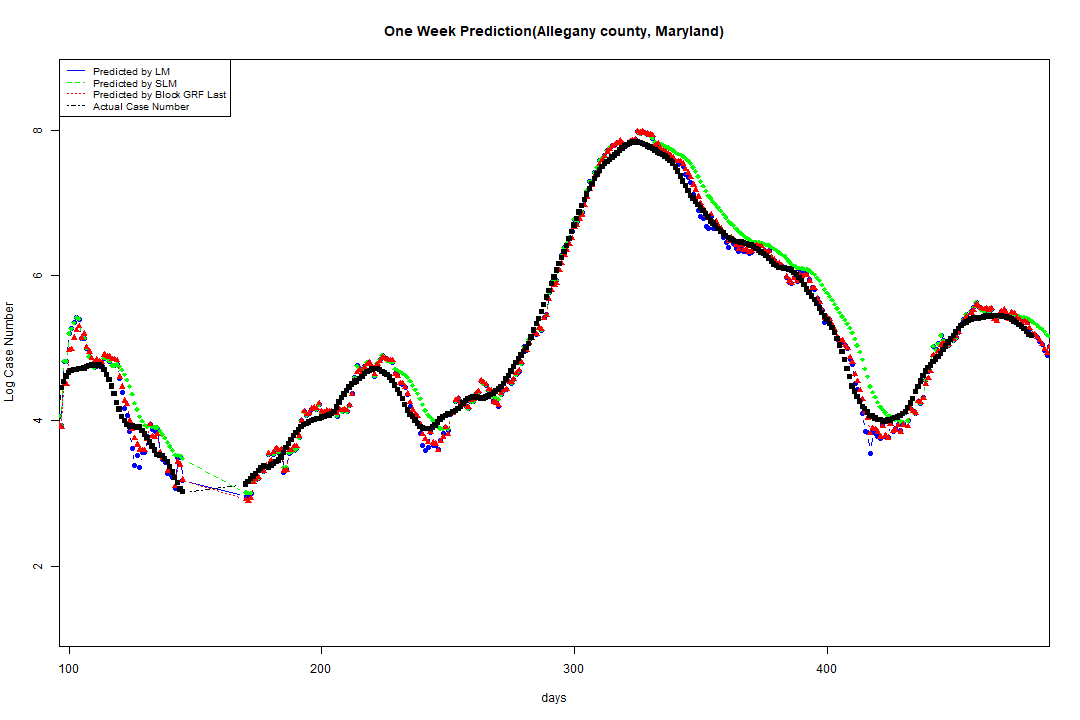 One Week Prediction(Allegany county, Maryland)
Predicted by LM
Predicted by SLM
Predicted by Block GRF Last
Actual Case Number
8
6
4
2
Log Case Number
100 200 300 400
days